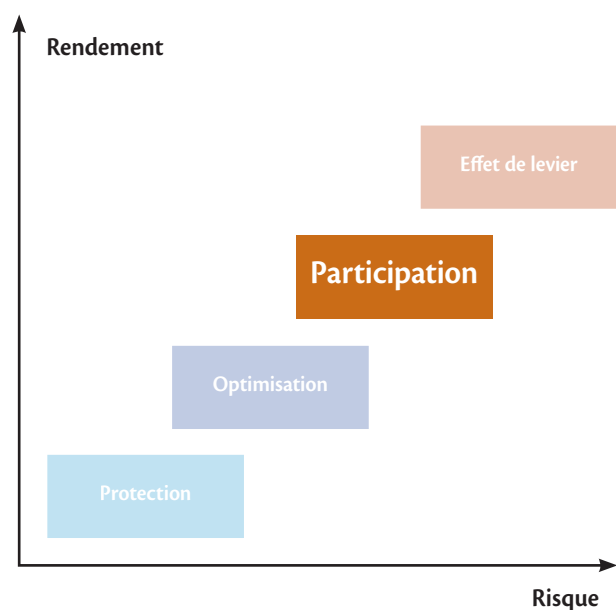 Rendement
Effet de levier
Participation
Optimisation
Protection
Risque